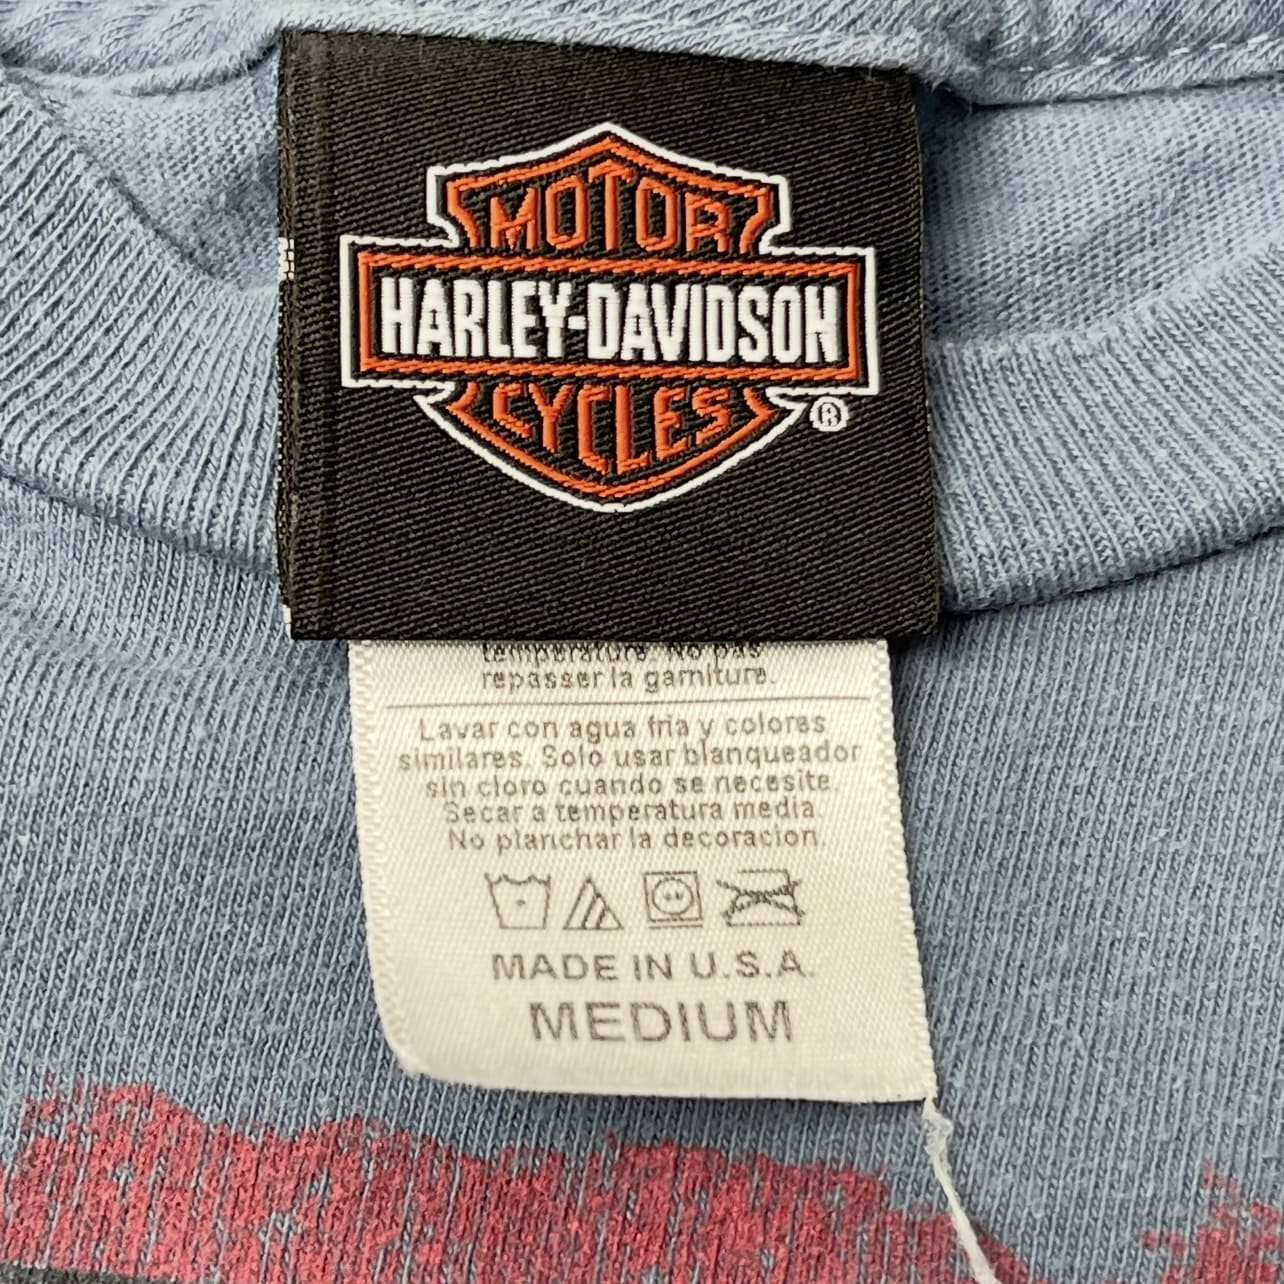 MOTOR
HARLEY-DAVIDSON
CYCLES
®
temperature. No pas
repasser la garniture.
Lavar con agua fria y colores
similares. Solo usar blanqueador
sin cloro cuando se necesite.
Secar a temperatura media.
No planchar la decoracion.
MADE IN U.S.A.
MEDIUM